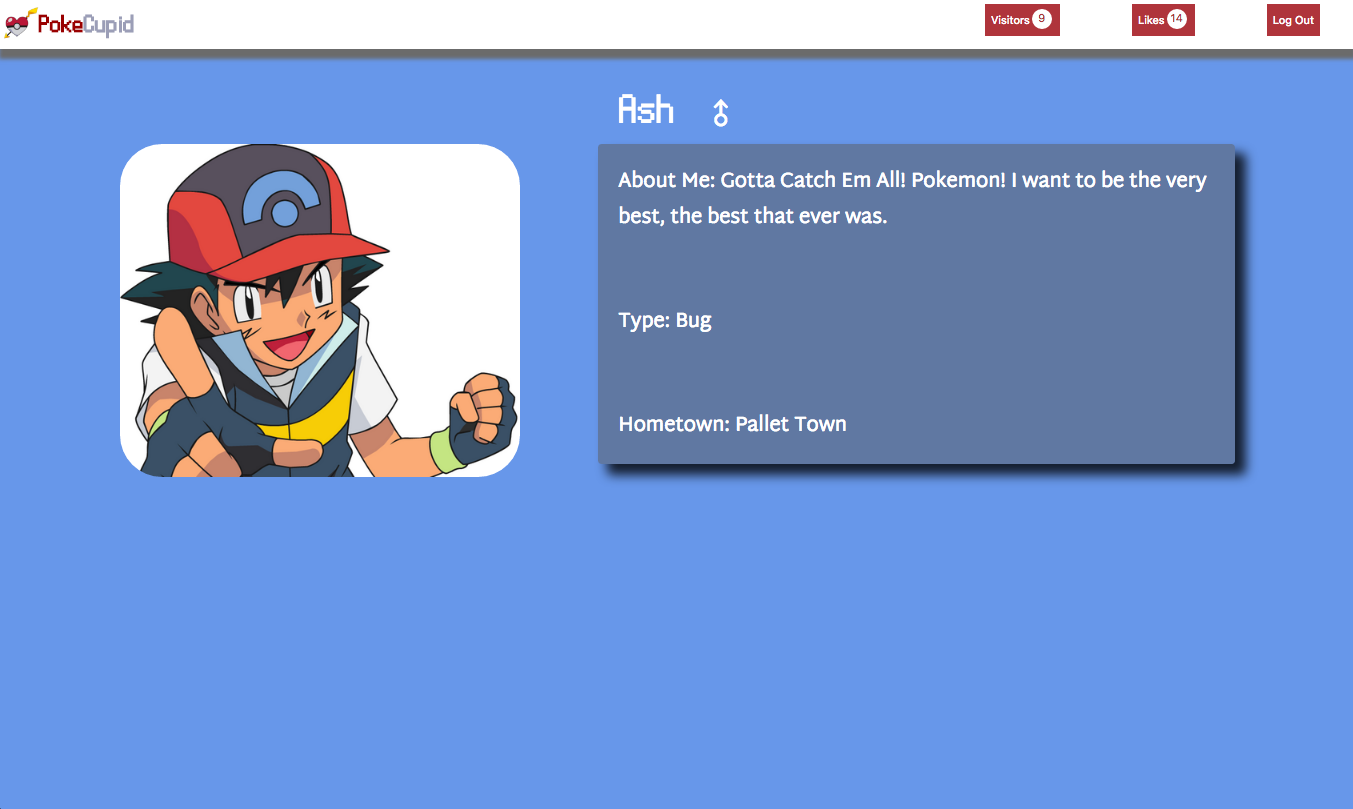 PokeCupid
Visitors 9
Likes 14
Log Out
Ash
About Me: Gotta Catch Em All! Pokemon! I want to be the very
best, the best that ever was.
Type: Bug
Hometown: Pallet Town